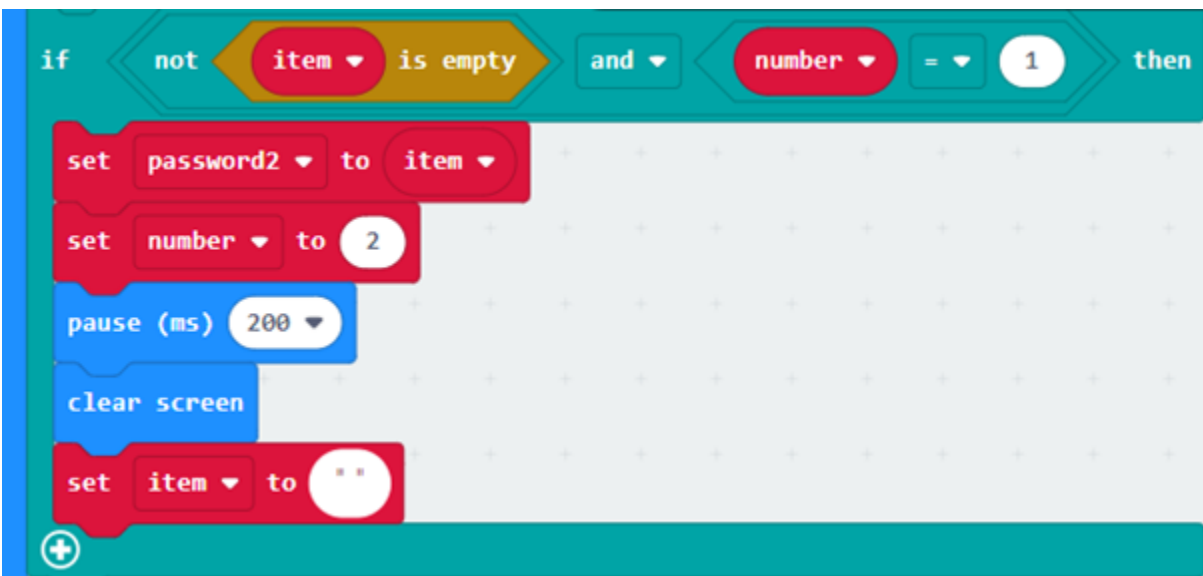 if not item is empty and number = 1 then
set password2 to item
set number to 2
pause (ms) 200
clear screen
set item to " "